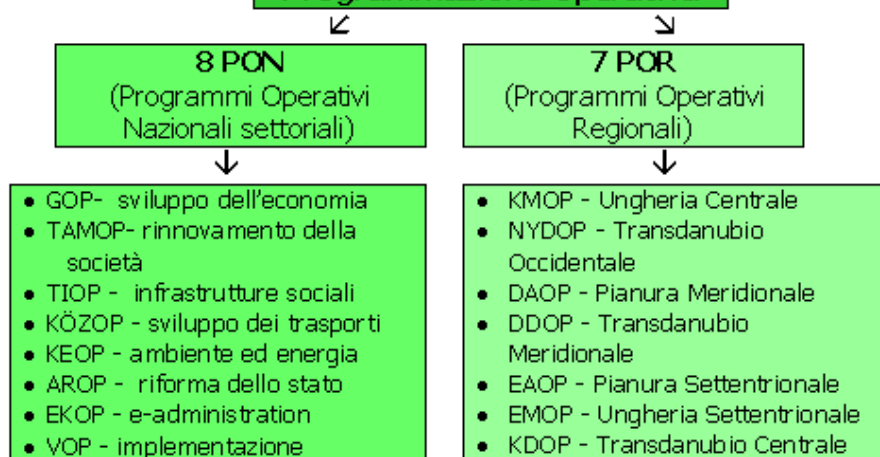 Programmazione operativa
8 PON
(Programmi Operativi
Nazionali settoriali)
7 POR
(Programmi Operativi
Regionali)
• GOP- sviluppo dell'economia
• TAMOP- rinnovamento della
società
• TIOP - infrastrutture sociali
• KÖZOP - sviluppo dei trasporti
• KEOP - ambiente ed energia
• AROP - riforma dello stato
• EKOP - e-administration
• VOP - implementazione
• KMOP - Ungheria Centrale
• NYDOP - Transdanubio
Occidentale
• DAOP - Pianura Meridionale
• DDOP - Transdanubio
Meridionale
• EAOP - Pianura Settentrionale
• EMOP - Ungheria Settentrionale
• KDOP - Transdanubio Centrale